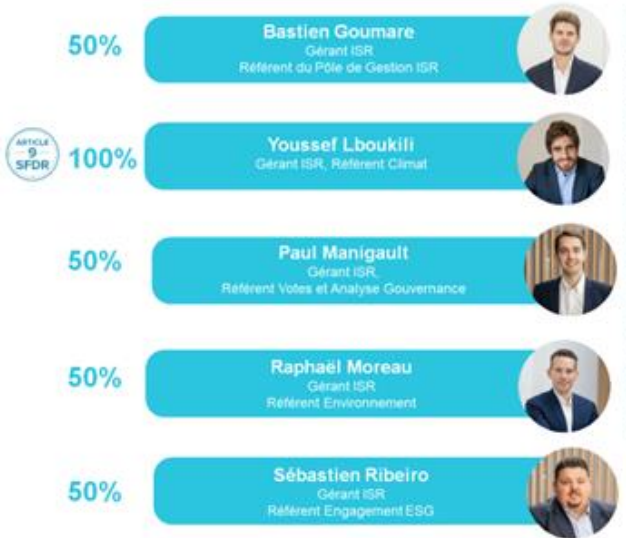 50%
Bastien Goumare
Gérant ISR
Référent du Pôle de Gestion ISR
ARTICLE
9
SFDR
100%
Youssef Lboukili
Gérant ISR, Référent Climat
50%
Paul Manigault
Gérant ISR,
Référent Votes et Analyse Gouvernance
50%
Raphaël Moreau
Gérant ISR
Référent Environnement
50%
Sébastien Ribeiro
Gérant ISR
Référent Engagement ESG